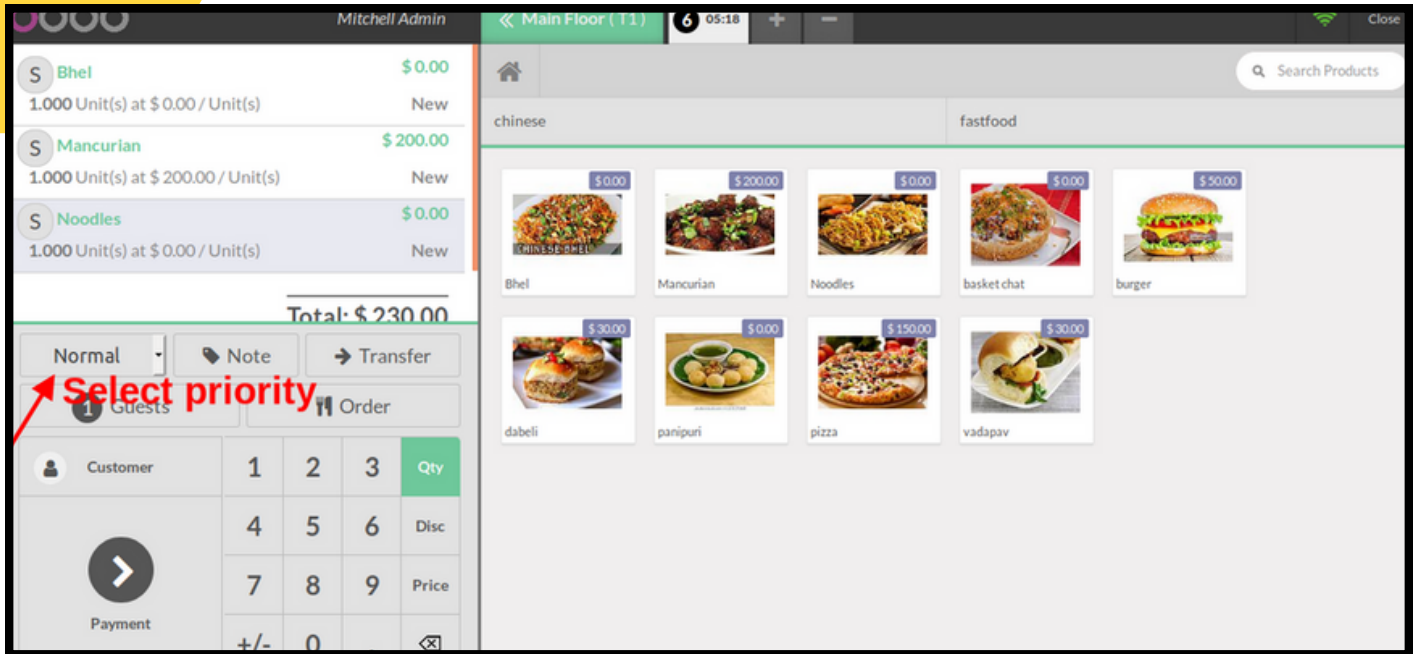 Mitchell Admin
« Main Floor ( T1 ) 6 05:18 + −
Close
S Bhel $ 0.00
1.000 Unit(s) at $ 0.00 / Unit(s) New
S Mancurian $ 200.00
1.000 Unit(s) at $ 200.00 / Unit(s) New
S Noodles $ 0.00
1.000 Unit(s) at $ 0.00 / Unit(s) New
Total: $ 230.00
Normal Note Transfer
Select priority
1 Guests Order
Customer 1 2 3 Qty
4 5 6 Disc
7 8 9 Price
Payment
+/- 0 .
Search Products
chinese fastfood
$ 0.00 $ 200.00 $ 0.00 $ 0.00 $ 50.00
CHINESE BHEL
Bhel Mancurian Noodles basket chat burger
$ 30.00 $ 0.00 $ 150.00 $ 30.00
dabeli panipuri pizza vadapav